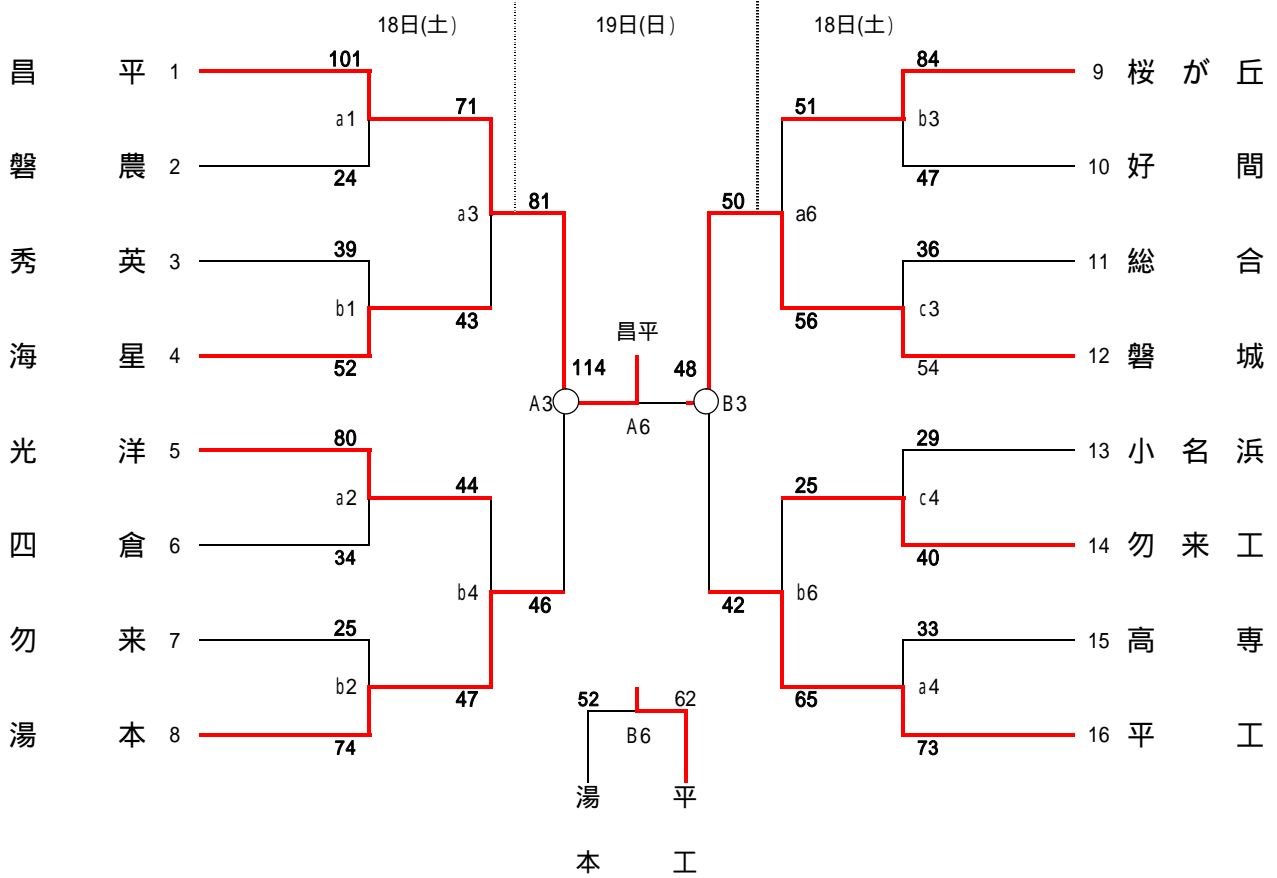 18日(土) 19日(日) 18日(土)
101 84
昌平 1 9 桜が丘
71 51
a1 b3
磐農 2 10 好間
24 47
81 50
a3 a6
39 36
秀英 3 11 総合
b1 c3
43 56
昌平
海星 4 12 磐城
52 114 48 54
A3 B3
A6
80 29
光洋 5 13 小名浜
44 25
a2 c4
四倉 6 14 勿来工
34 40
b4 b6
46 42
25 33
勿来 7 15 高専
b2 a4
47 52 62 65
湯本 8 B6 16 平工
74 73
湯本 平工